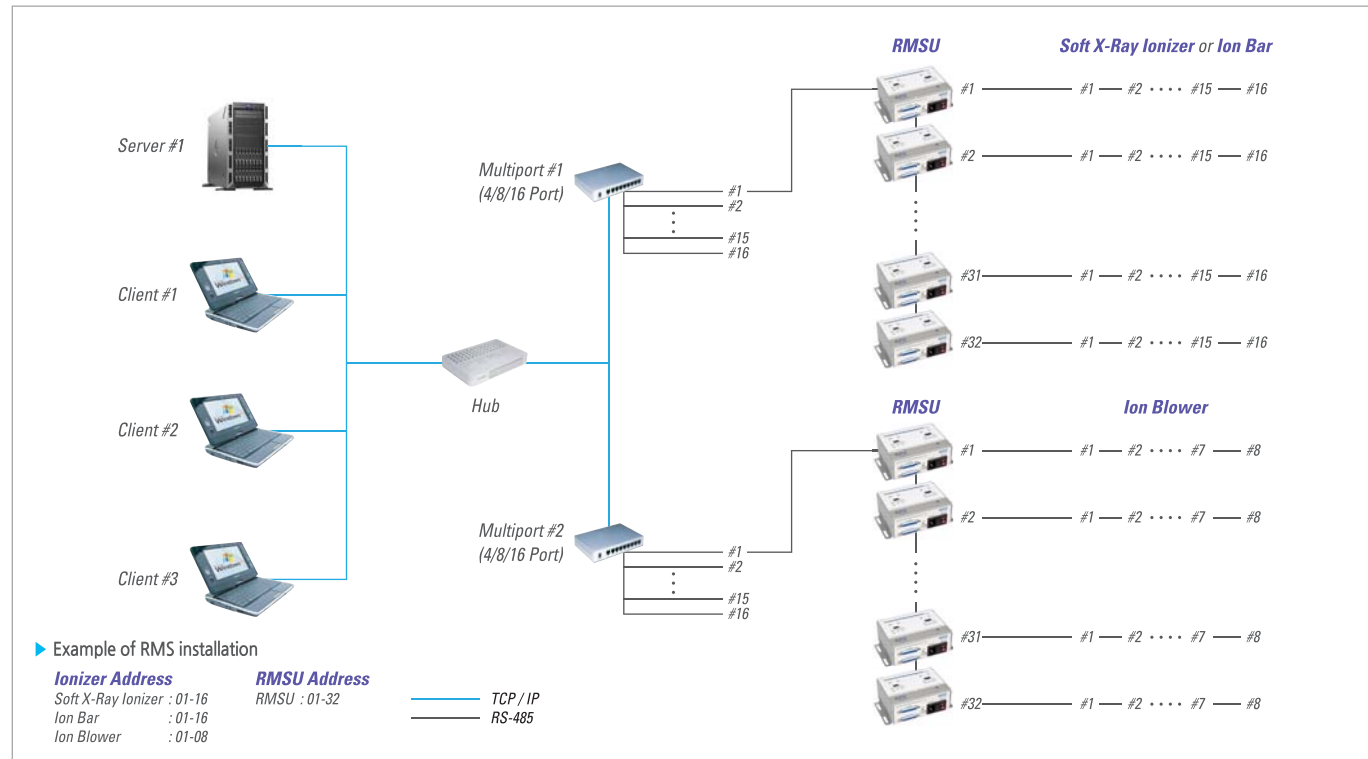 RMSU
Soft X-Ray Ionizer or Ion Bar
#1
#1
#2
#15
#16
Server #1
Multiport #1
(4/8/16 Port)
#2
#1
#2
#15
#16
#1
#2
#15
#16
Client #1
#31
#1
#2
#15
#16
#32
#1
#2
#15
#16
Hub
RMSU
Ion Blower
Client #2
#1
#1
#2
#7
#8
Multiport #2
(4/8/16 Port)
#2
#1
#2
#7
#8
#1
#2
#15
#16
Client #3
#31
#1
#2
#7
#8
#32
#1
#2
#7
#8
Example of RMS installation
Ionizer Address
Soft X-Ray Ionizer : 01-16
Ion Bar : 01-16
Ion Blower : 01-08
RMSU Address
RMSU : 01-32
TCP / IP
RS-485
Windows
Windows
Windows